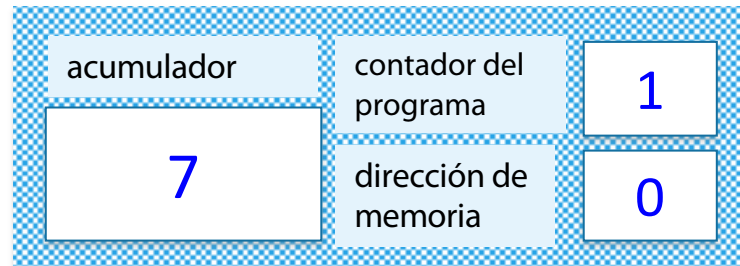 acumulador
7
contador del
programa
1
dirección de
memoria
0